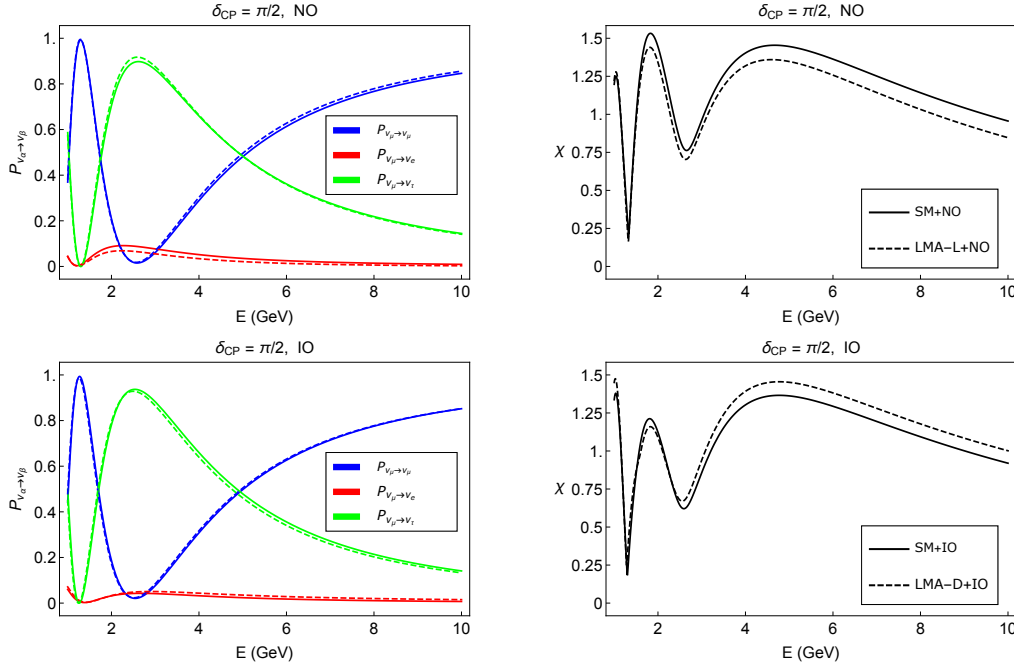 δCP = π/2, NO
1.
0.8
0.6
0.4
0.2
0
2 4 6 8 10
E (GeV)
Pνα→νβ
Pνμ→νμ
Pνμ→νe
Pνμ→ντ
δCP = π/2, NO
1.5
1.25
1.
0.75
0.5
0.25
0
2 4 6 8 10
E (GeV)
χ
SM+NO
LMA-L+NO
δCP = π/2, IO
1.
0.8
0.6
0.4
0.2
0
2 4 6 8 10
E (GeV)
Pνα→νβ
Pνμ→νμ
Pνμ→νe
Pνμ→ντ
δCP = π/2, IO
1.5
1.25
1.
0.75
0.5
0.25
0
2 4 6 8 10
E (GeV)
χ
SM+IO
LMA-D+IO